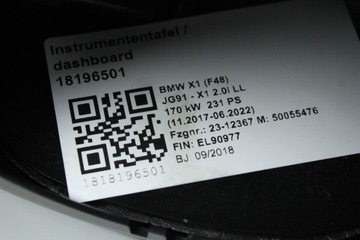 Instrumententafel /
dashboard
18196501
BMW X1 (F48)
JG91 - X1 2.0i LL
170 kW 231 PS
(11.2017-06.2022)
Fzgnr.: 23-12367 M: 50055476
FIN: EL90977
BJ: 09/2018
1818196501